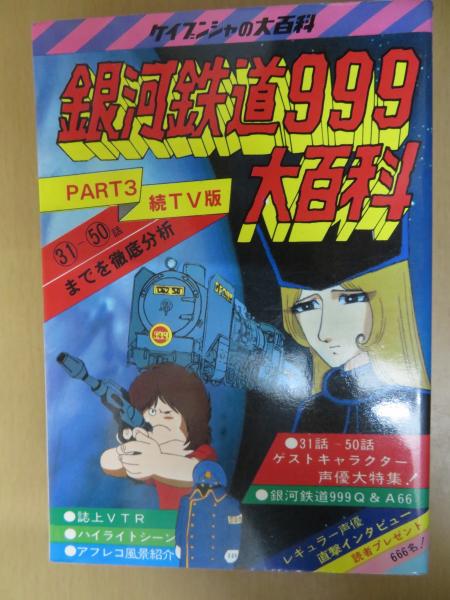 ケイブンシャの大百科
銀河鉄道999
大百科
PART3
続TV版
31-50話
までを徹底分析
C62 50
999
●31話-50話
ゲストキャラクター
声優大特集!
●銀河鉄道999Q&A66
●誌上VTR
●ハイライトシーン
●アフレコ風景紹介
レギュラー声優
直撃インタビュー
読者プレゼント
666名!